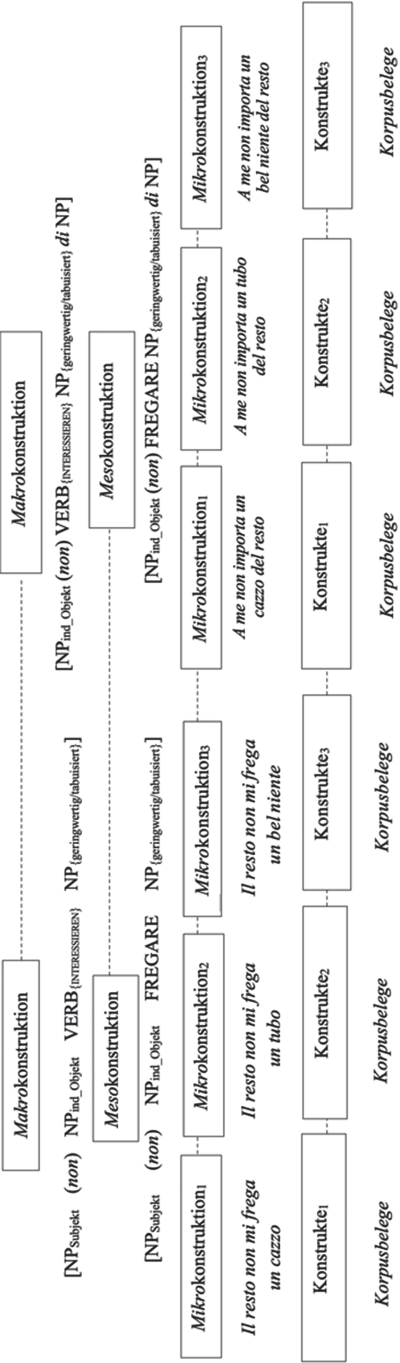 Makrokonstruktion Makrokonstruktion
[NPSubjekt (non) NPind_Objekt VERB{INTERESSIEREN} NP{geringwertig/tabuisiert}] [NPind_Objekt (non) VERB{INTERESSIEREN} NP{geringwertig/tabuisiert} di NP]
Mesokonstruktion Mesokonstruktion
[NPSubjekt (non) NPind_Objekt FREGARE NP{geringwertig/tabuisiert}] [NPind_Objekt (non) FREGARE NP{geringwertig/tabuisiert} di NP]
Mikrokonstruktion1 Mikrokonstruktion2 Mikrokonstruktion3 Mikrokonstruktion1 Mikrokonstruktion2 Mikrokonstruktion3
Il resto non mi frega Il resto non mi frega Il resto non mi frega A me non importa un A me non importa un tubo A me non importa un
un cazzo un tubo un bel niente cazzo del resto del resto bel niente del resto
Konstrukte1 Konstrukte2 Konstrukte3 Konstrukte1 Konstrukte2 Konstrukte3
Korpusbelege Korpusbelege Korpusbelege Korpusbelege Korpusbelege Korpusbelege